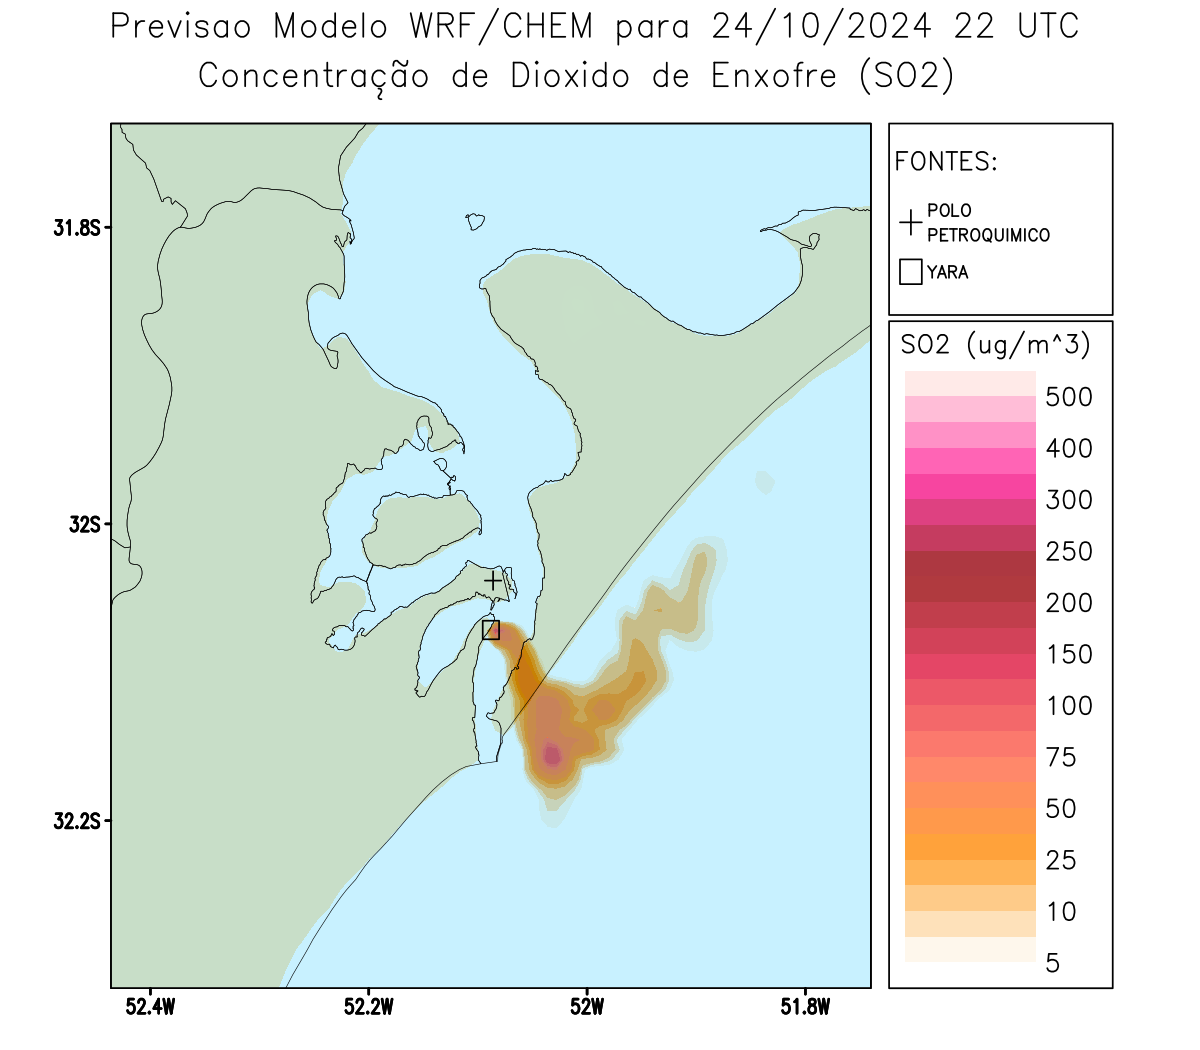 Previsao Modelo WRF/CHEM para 24/10/2024 22 UTC
Concentração de Dioxido de Enxofre (SO2)
FONTES:
POLO
PETROQUIMICO
YARA
SO2 (ug/m^3)
500
400
300
250
200
150
100
75
50
25
10
5
31.8S
32S
32.2S
52.4W
52.2W
52W
51.8W